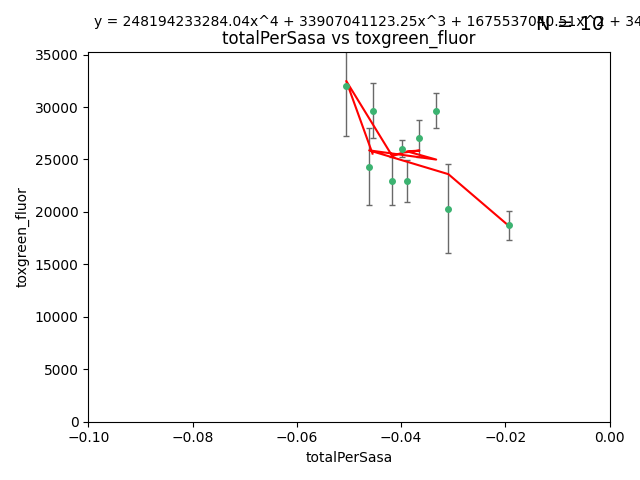 y = 248194233284.04x^4 + 33907041123.25x^3 + 
N = 10
totalPerSasa vs toxgreen_fluor
35000
30000
25000
20000
15000
10000
5000
0
toxgreen_fluor
−0.10
−0.08
−0.06
−0.04
−0.02
0.00
totalPerSasa